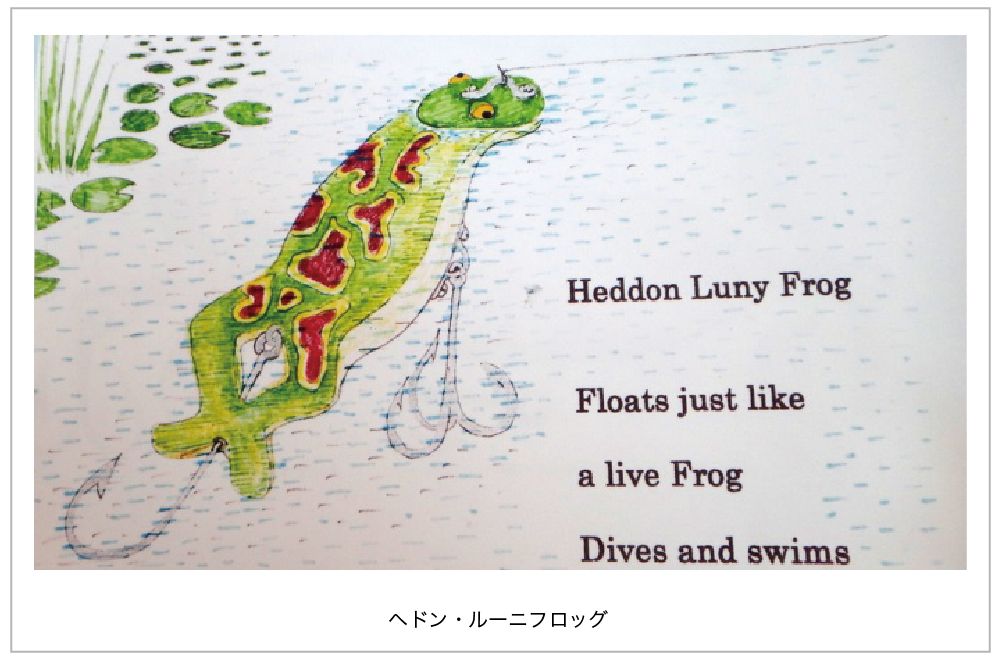 Heddon Luny Frog
Floats just like
a live Frog
Dives and swims
ヘドン・ルーニフロッグ